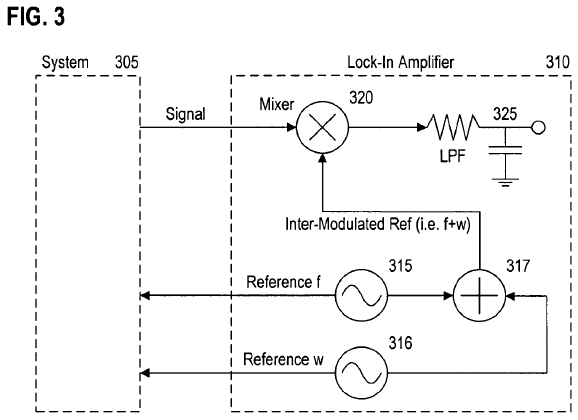 FIG. 3
System 305
Lock-In Amplifier 310
Mixer 320
Signal
325
LPF
Inter-Modulated Ref (i.e. f+w)
Reference f 315 317
Reference w 316